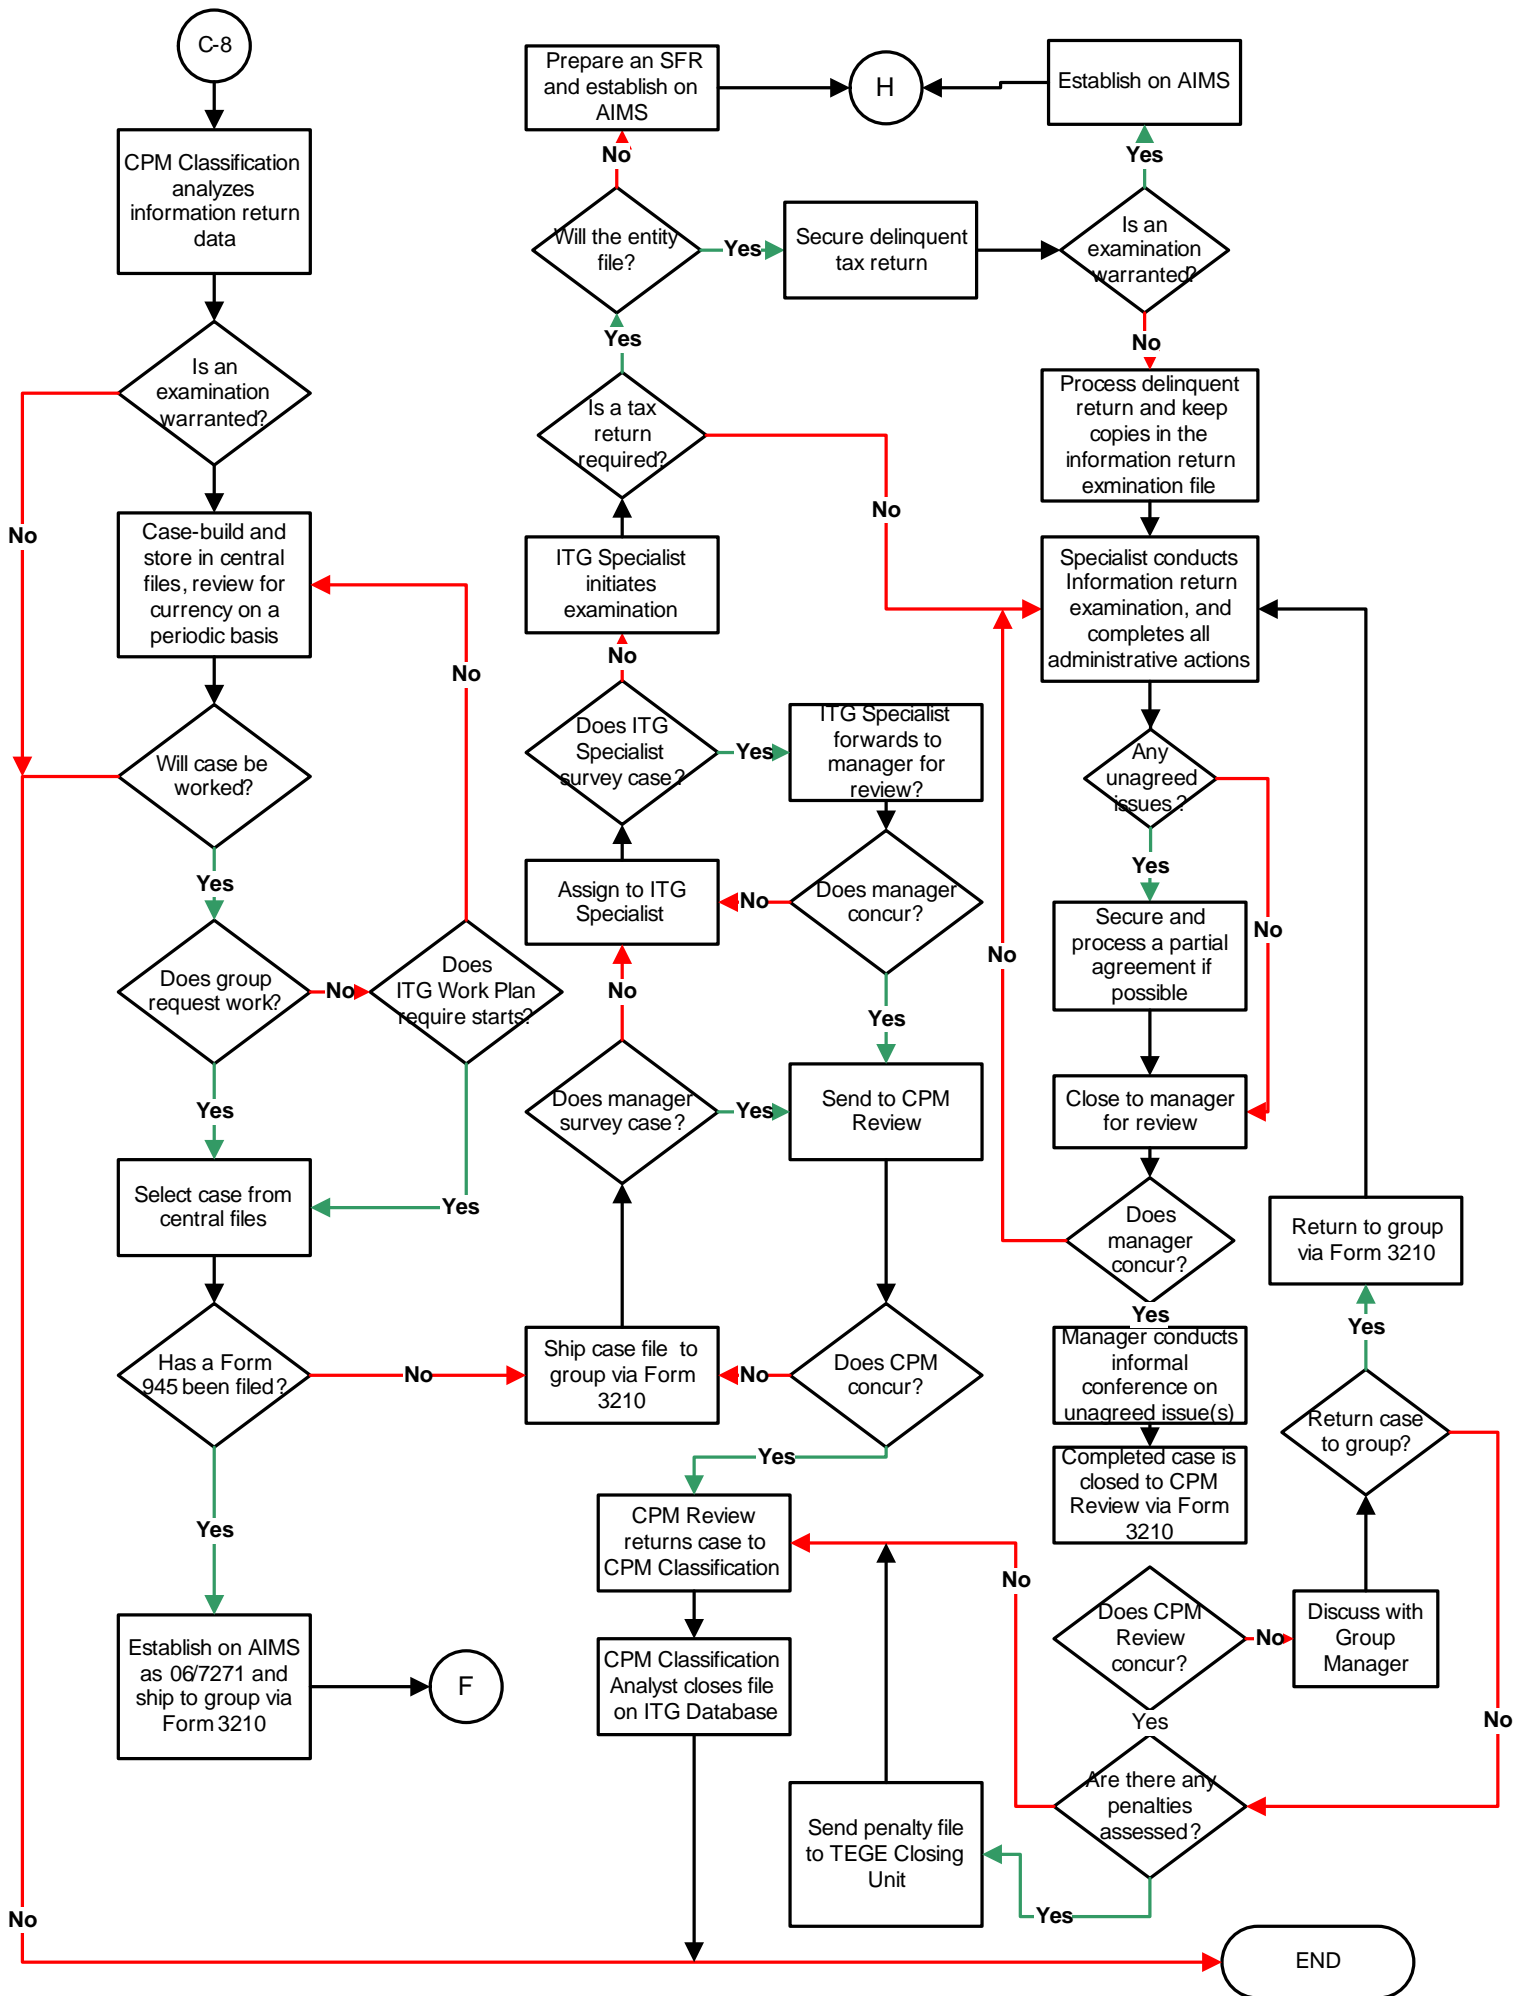 C-8
CPM Classification
analyzes
information return
data
Is an
examination
warranted?
No
Case-build and
store in central
files, review for
currency on a
periodic basis
No
Will case be
worked?
Yes
Does group
request work?
No
Does
ITG Work Plan
require starts?
Yes
Yes
Select case from
central files
Has a Form
945 been filed?
No
Yes
Establish on AIMS
as 06/7271 and
ship to group via
Form 3210
F
No
Prepare an SFR
and establish on
AIMS
H
Establish on AIMS
No
Yes
Will the entity
file?
Yes
Secure delinquent
tax return
Is an
examination
warranted?
Yes
No
Is a tax
return
required?
No
Process delinquent
return and keep
copies in the
information return
exmination file
ITG Specialist
initiates
examination
Specialist conducts
Information return
examination, and
completes all
administrative actions
No
Does ITG
Specialist
survey case?
Yes
ITG Specialist
forwards to
manager for
review?
Any
unagreed
issues?
Yes
No
Assign to ITG
Specialist
No
Does manager
concur?
Secure and
process a partial
agreement if
possible
No
No
Yes
Does manager
survey case?
Yes
Send to CPM
Review
Close to manager
for review
Does
manager
concur?
Yes
Return to group
via Form 3210
Yes
Ship case file to
group via Form
3210
No
Does CPM
concur?
Manager conducts
informal
conference on
unagreed issue(s)
Return case
to group?
Yes
Completed case is
closed to CPM
Review via Form
3210
CPM Review
returns case to
CPM Classification
No
Does CPM
Review
concur?
No
Discuss with
Group
Manager
CPM Classification
Analyst closes file
on ITG Database
Yes
No
Are there any
penalties
assessed?
Send penalty file
to TEGE Closing
Unit
Yes
END